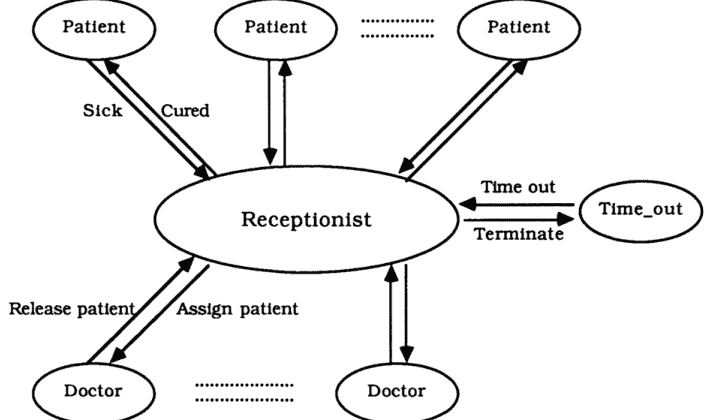 Patient
Patient
Patient
Sick
Cured
Time out
Receptionist
Time_out
Terminate
Release patient
Assign patient
Doctor
Doctor